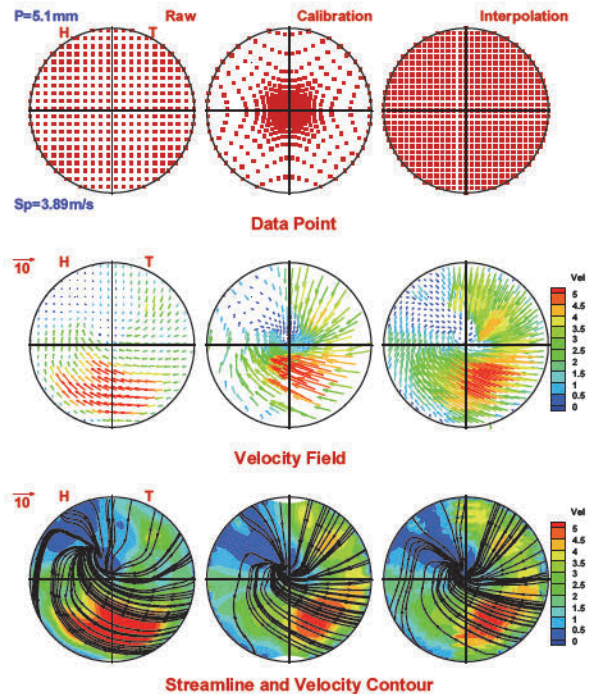 P=5.1mm Raw Calibration Interpolation
H T
Sp=3.89m/s
Data Point
10 H T
Vel
5
4.5
4
3.5
3
2.5
2
1.5
1
0.5
0
Velocity Field
10 H T
Vel
5
4.5
4
3.5
3
2.5
2
1.5
1
0.5
0
Streamline and Velocity Contour